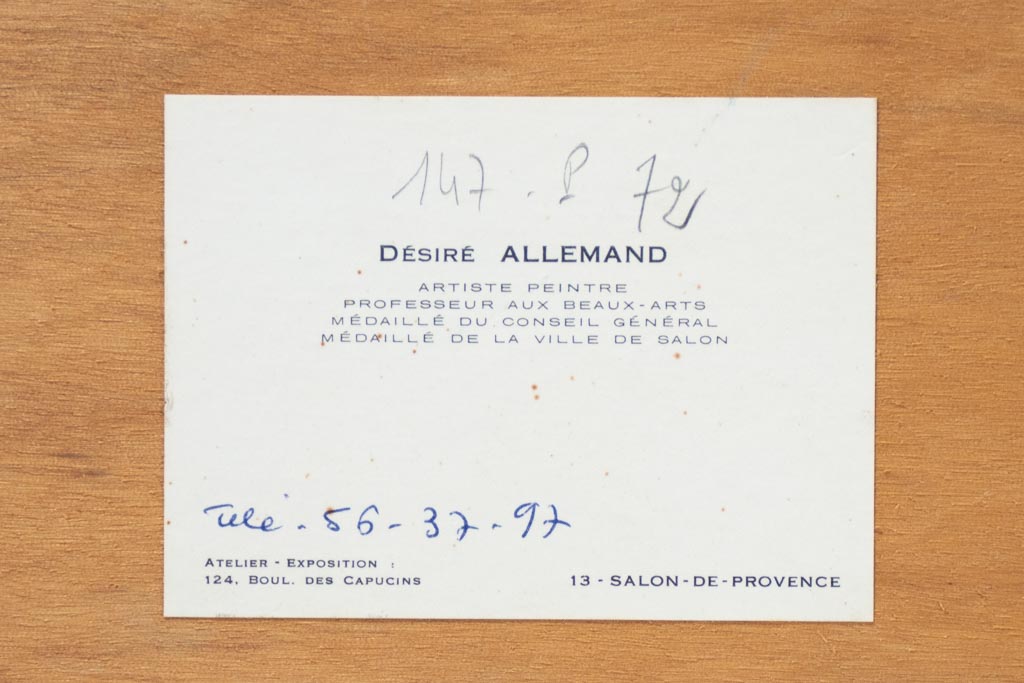 147 . P 72
DÉSIRÉ ALLEMAND
ARTISTE PEINTRE
PROFESSEUR AUX BEAUX-ARTS
MÉDAILLÉ DU CONSEIL GÉNÉRAL
MÉDAILLÉ DE LA VILLE DE SALON
Télé - 56 - 37 - 97
ATELIER - EXPOSITION :
124, BOUL. DES CAPUCINS
13 - SALON-DE-PROVENCE